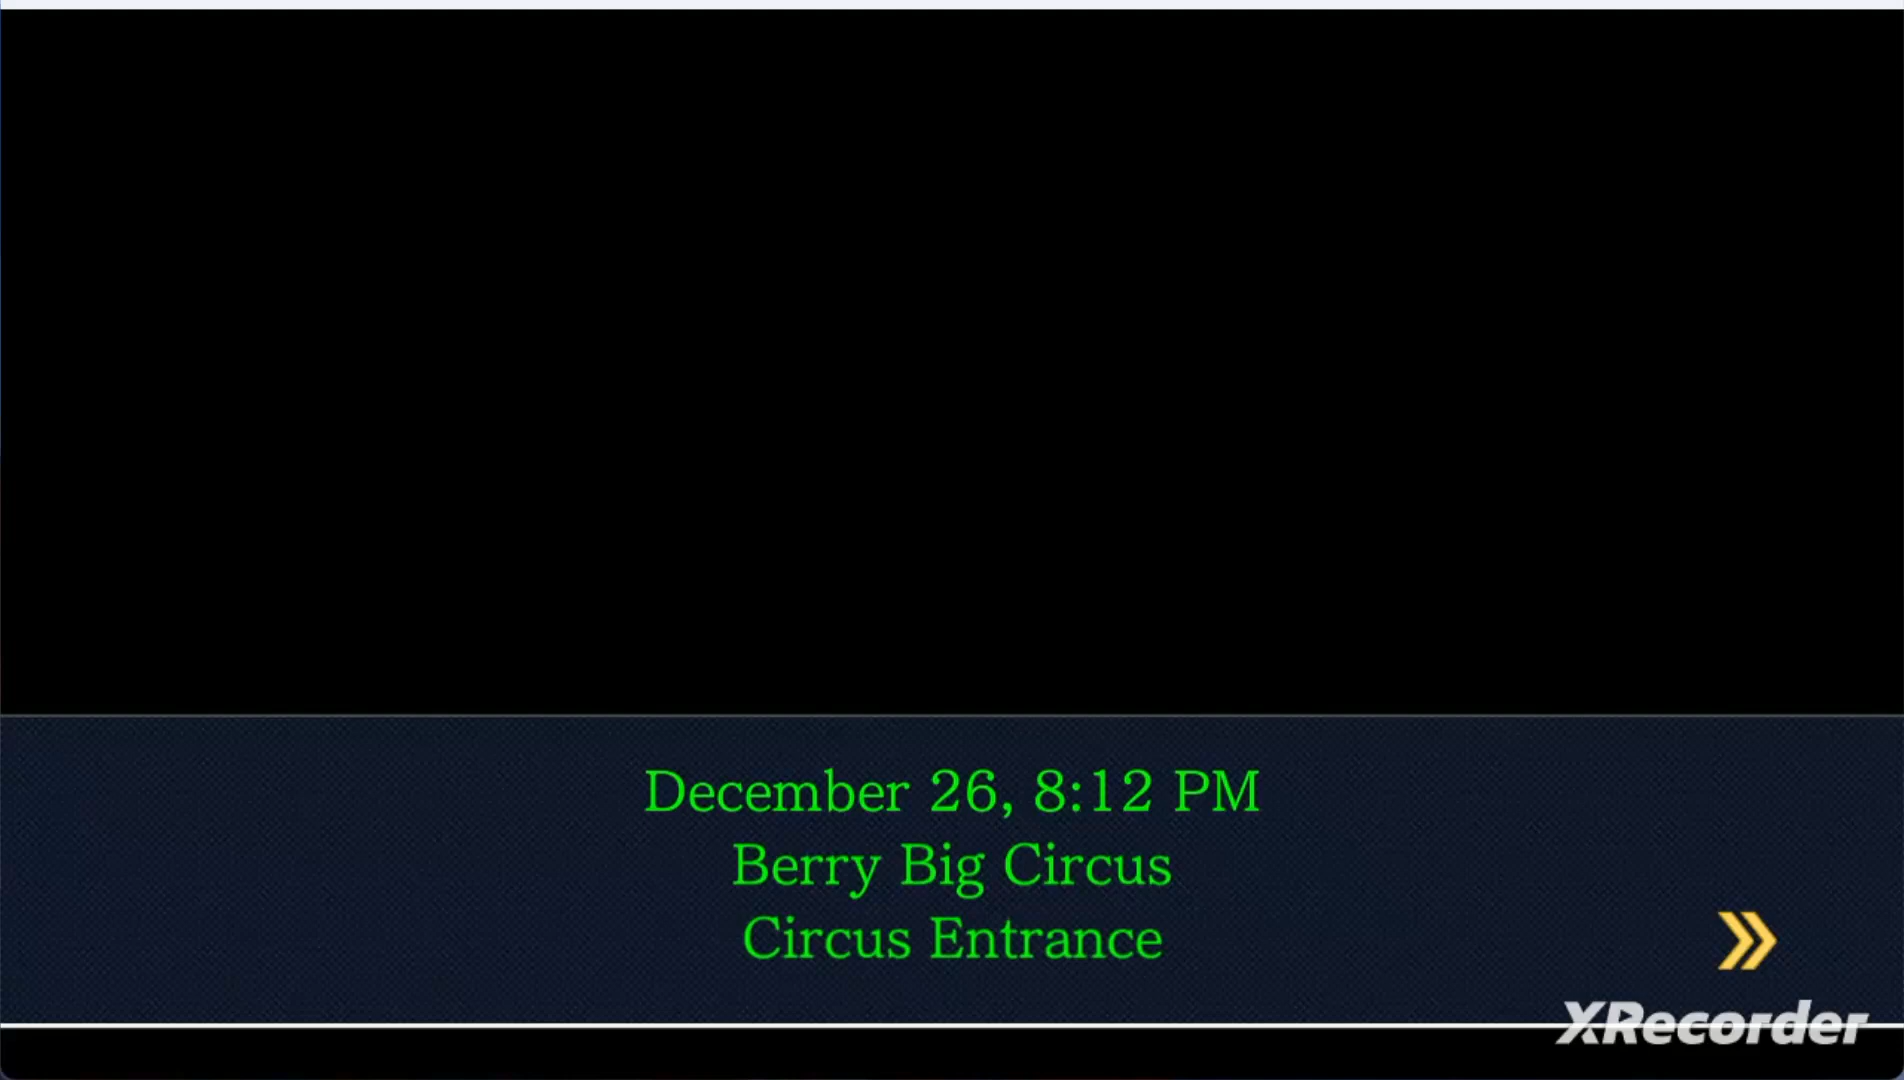 December 26, 8:12 PM
Berry Big Circus
Circus Entrance
XRecorder